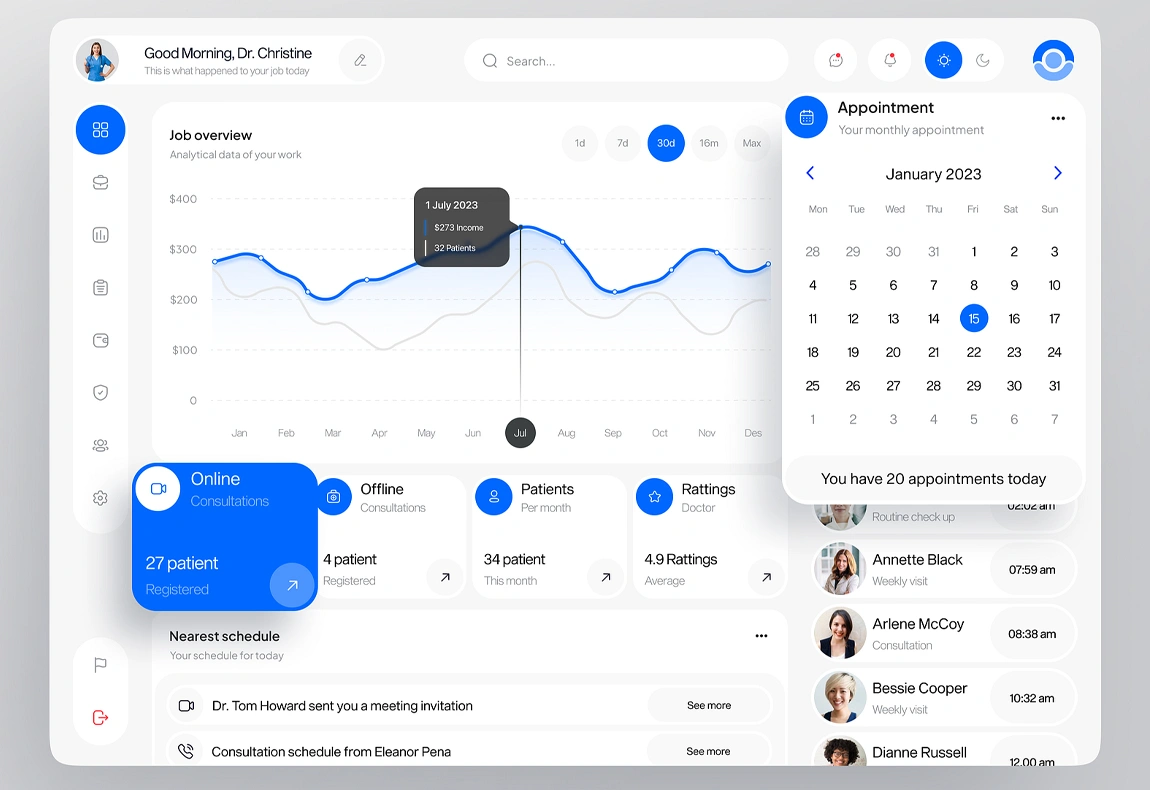 Good Morning, Dr. Christine
This is what happened to your job today
Search...
Job overview
Analytical data of your work
1d
7d
30d
16m
Max
$400
$300
$200
$100
0
1 July 2023
$273 Income
32 Patients
Jan
Feb
Mar
Apr
May
Jun
Jul
Aug
Sep
Oct
Nov
Des
Appointment
Your monthly appointment
January 2023
Mon Tue Wed Thu Fri Sat Sun
28 29 30 31 1 2 3
4 5 6 7 8 9 10
11 12 13 14 15 16 17
18 19 20 21 22 23 24
25 26 27 28 29 30 31
1 2 3 4 5 6 7
You have 20 appointments today
Online
Consultations
27 patient
Registered
Offline
Consultations
4 patient
Registered
Patients
Per month
34 patient
This month
Rattings
Doctor
4.9 Rattings
Average
Routine check up
02:02 am
Annette Black
Weekly visit
07:59 am
Arlene McCoy
Consultation
08:38 am
Bessie Cooper
Weekly visit
10:32 am
Dianne Russell
12.00 am
Nearest schedule
Your schedule for today
Dr. Tom Howard sent you a meeting invitation
See more
Consultation schedule from Eleanor Pena
See more